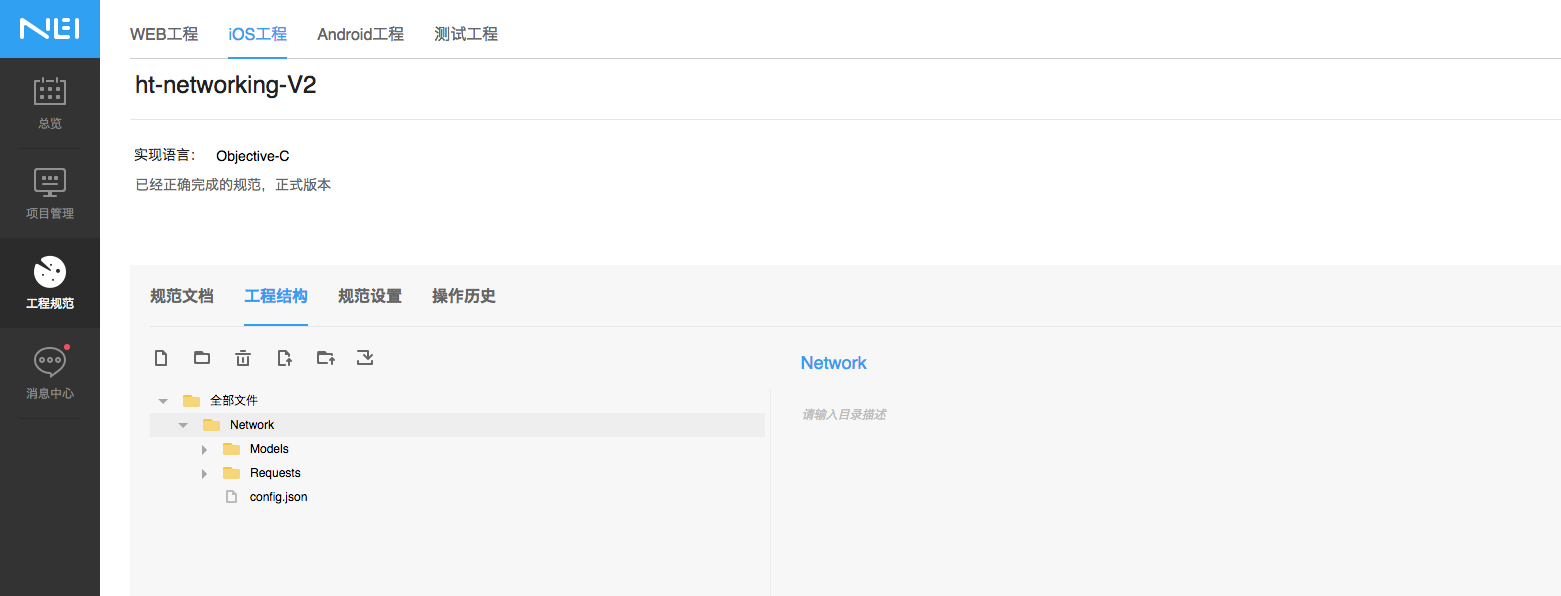 NEI
WEB工程 iOS工程 Android工程 测试工程
ht-networking-V2
总览
实现语言： Objective-C
已经正确完成的规范，正式版本
项目管理
工程规范
消息中心
规范文档 工程结构 规范设置 操作历史
Network
全部文件
请输入目录描述
Network
Models
Requests
config.json